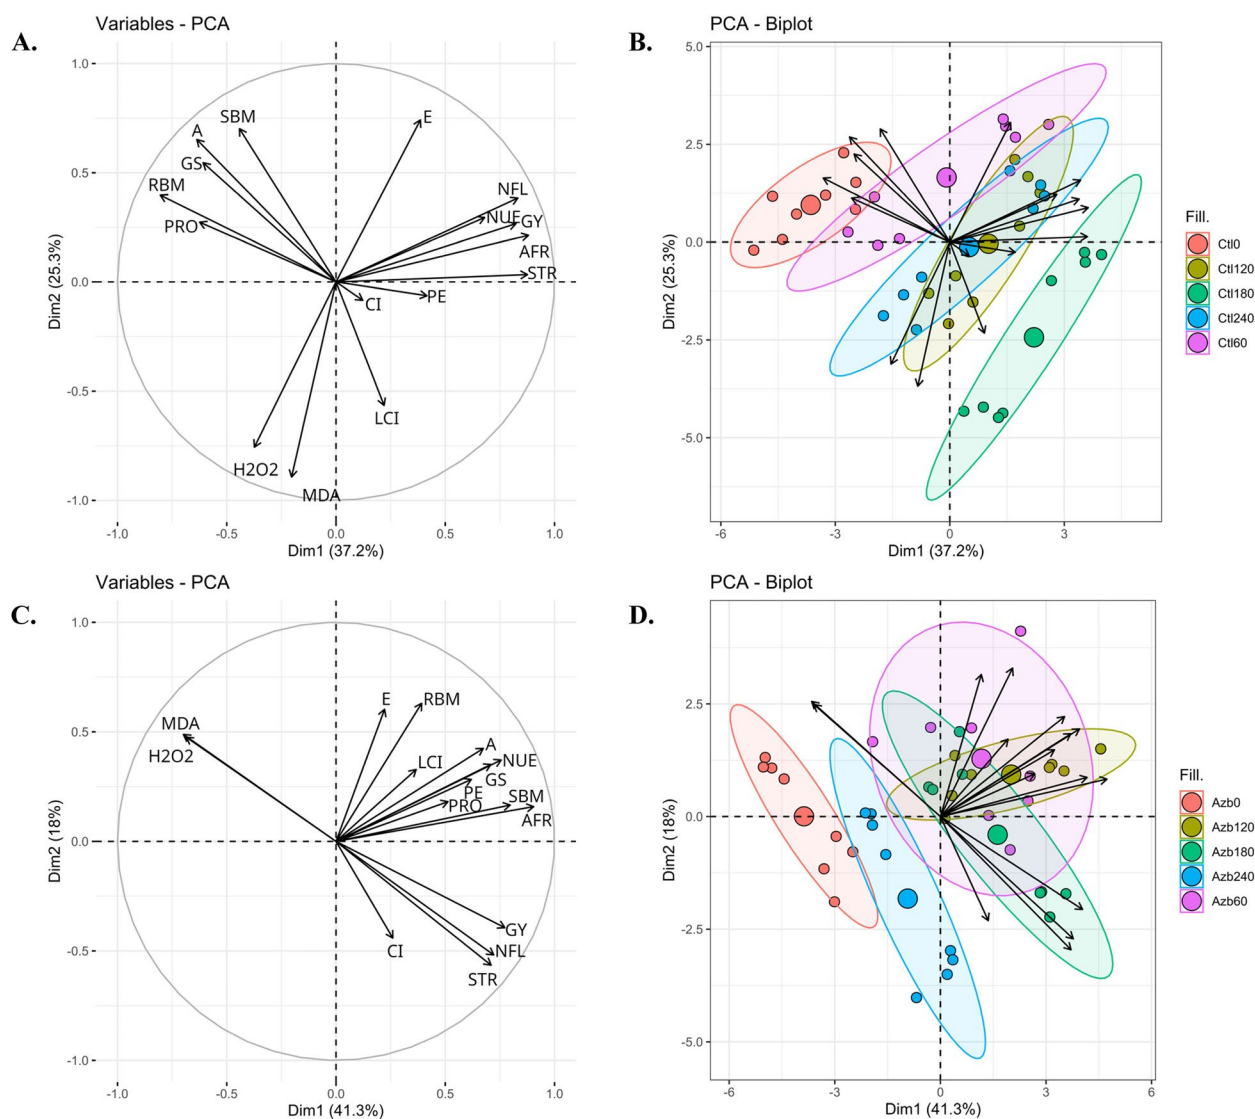 Variables - PCA
A.
1.0
0.5
0.0
-0.5
-1.0
Dim2 (25.3%)
SBM
E
A
GS
RBM
PRO
NFL
NUE
GY
AFR
STR
CI
PE
LCI
H2O2
MDA
-1.0
-0.5
0.0
0.5
1.0
Dim1 (37.2%)
PCA - Biplot
B.
5.0
2.5
0.0
-2.5
-5.0
Dim2 (25.3%)
-6
-3
0
3
Dim1 (37.2%)
Fill.
Ctl0
Ctl120
Ctl180
Ctl240
Ctl60
Variables - PCA
C.
1.0
0.5
0.0
-0.5
-1.0
Dim2 (18%)
E
RBM
MDA
H2O2
A
NUE
LCI
GS
PE
SBM
PRO
AFR
GY
CI
NFL
STR
-1.0
-0.5
0.0
0.5
1.0
Dim1 (41.3%)
PCA - Biplot
D.
2.5
0.0
-2.5
-5.0
Dim2 (18%)
-6
-3
0
3
6
Dim1 (41.3%)
Fill.
Azb0
Azb120
Azb180
Azb240
Azb60